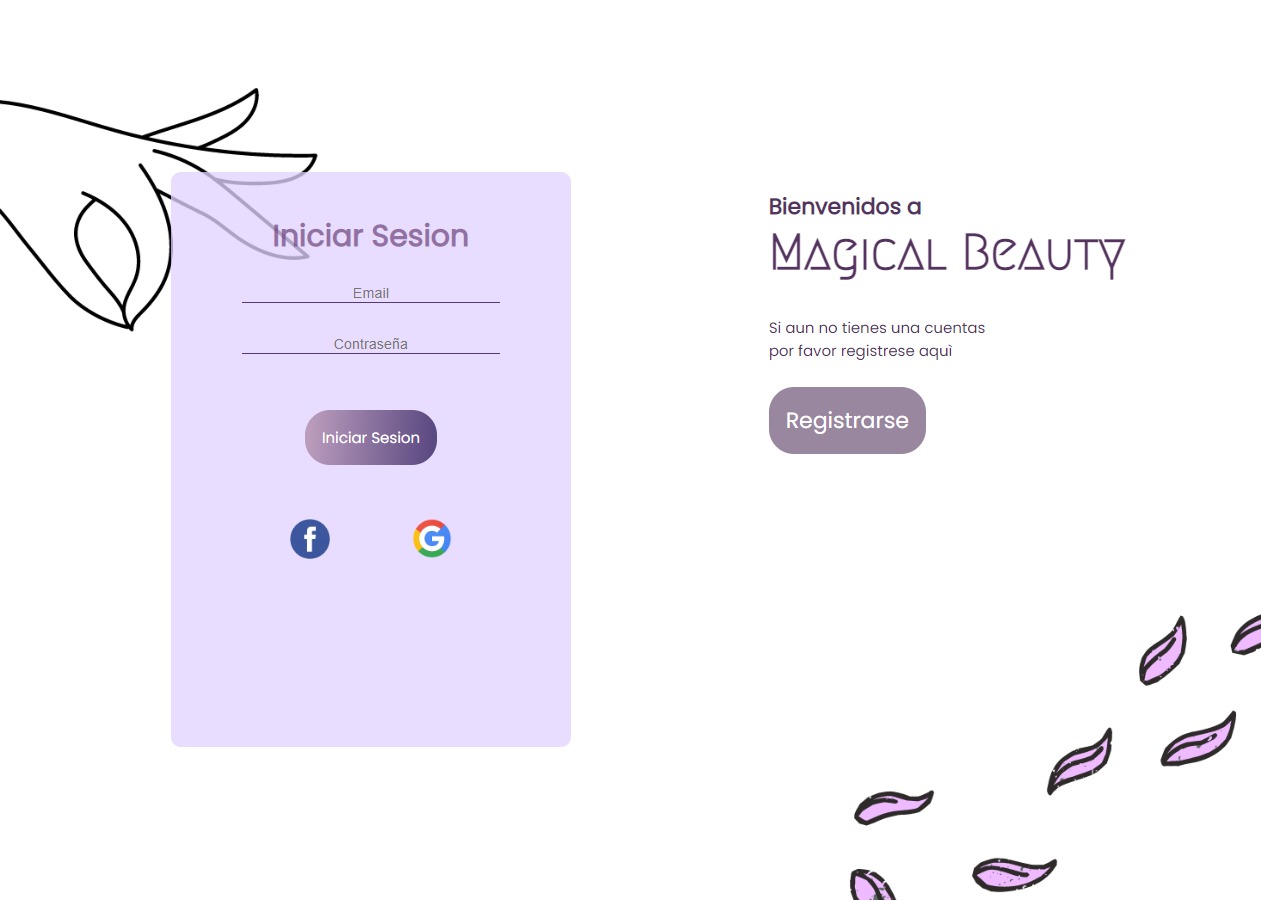 Iniciar Sesion
Email
Contraseña
Iniciar Sesion
Bienvenidos a
Magical Beauty
Si aun no tienes una cuentas
por favor registrese aquì
Registrarse